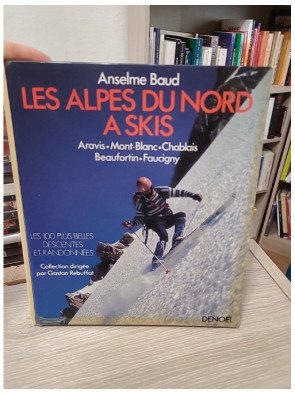 Anselme Baud
LES ALPES DU NORD
A SKIS
Aravis•Mont-Blanc•Chablais
Beaufortin•Faucigny
LES 100 PLUS BELLES
DESCENTES
ET RANDONNÉES
Collection dirigée
par Gaston Rebuffat
DENOËL